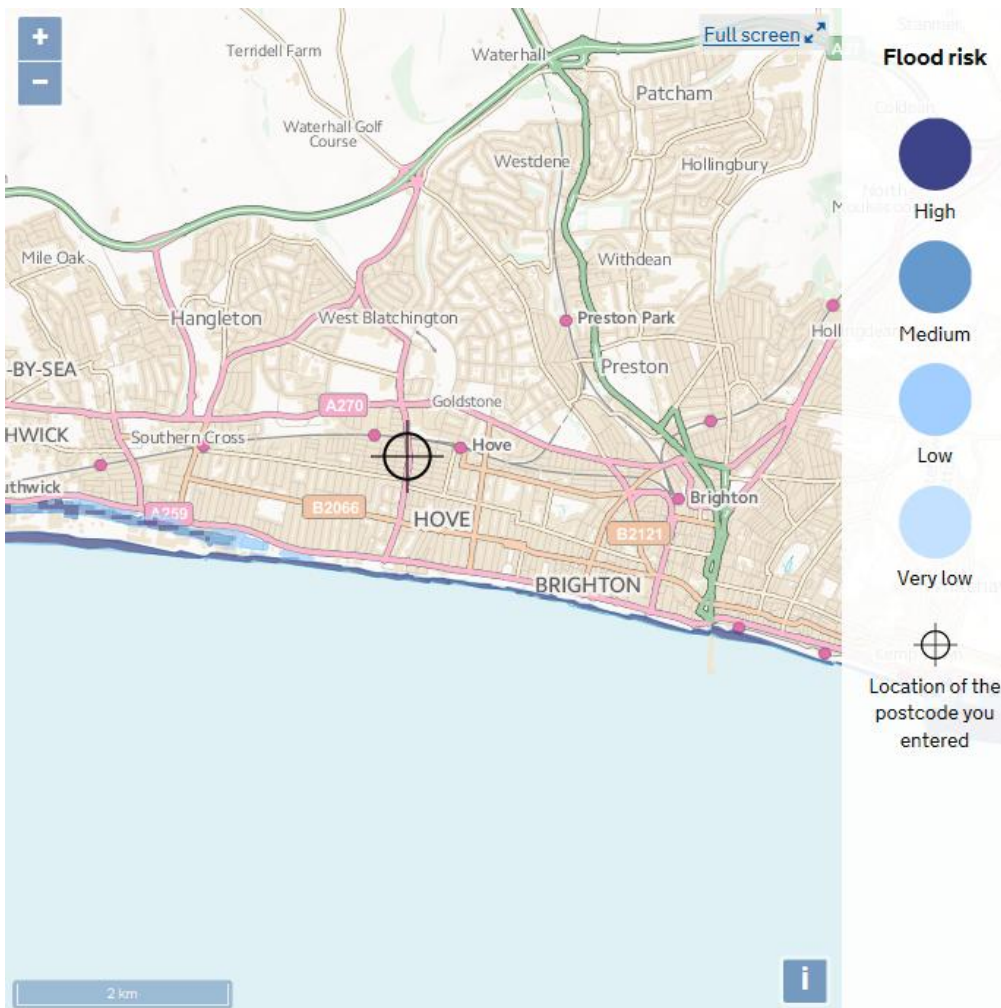 +
−
Full screen
Terridell Farm
Waterhall
Patcham
Waterhall Golf
Course
Westdene
Hollingbury
Mile Oak
Withdean
Hangleton
West Blatchington
Preston Park
-BY-SEA
Preston
A270
Goldstone
HWICK
Southern Cross
Hove
uthwick
Brighton
A259
B2066
HOVE
B2121
BRIGHTON
2 km
i
Flood risk
High
Medium
Low
Very low
Location of the
postcode you
entered